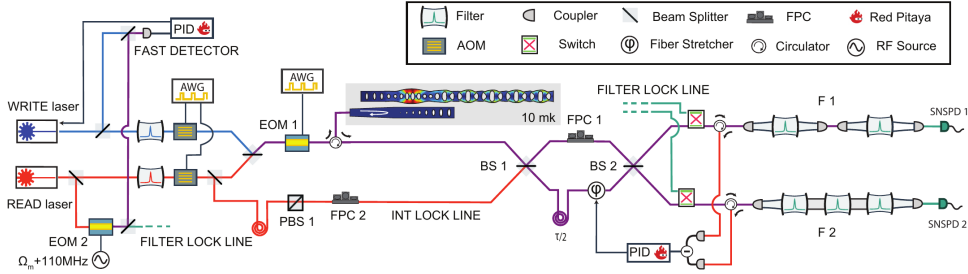 Filter
Coupler
Beam Splitter
FPC
Red Pitaya
AOM
Switch
φ
Fiber Stretcher
Circulator
RF Source
PID
FAST DETECTOR
AWG
AWG
WRITE laser
EOM 1
10 mk
FILTER LOCK LINE
F 1
SNSPD 1
FPC 1
BS 1
BS 2
READ laser
PBS 1
FPC 2
INT LOCK LINE
φ
EOM 2
FILTER LOCK LINE
τ/2
F 2
SNSPD 2
PID
Ωm+110MHz